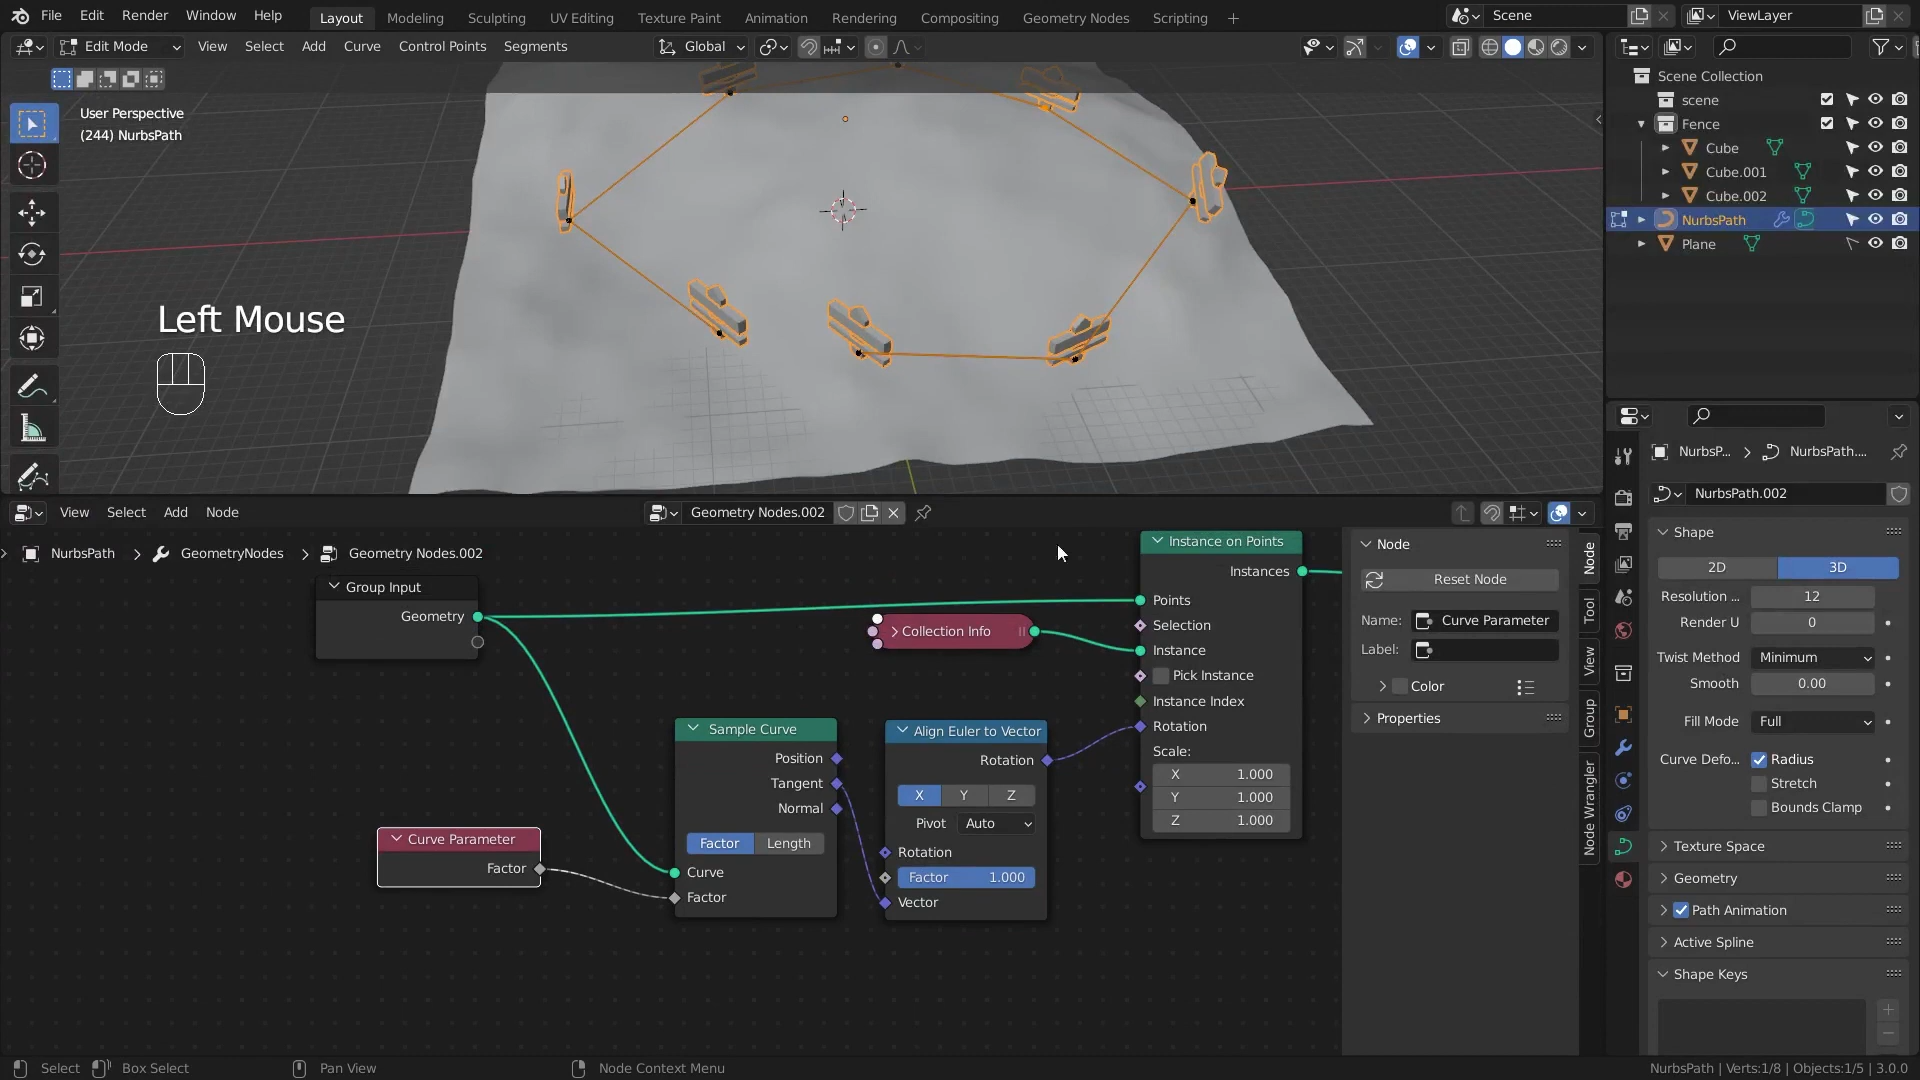 File Edit Render Window Help Layout Modeling Sculpting UV Editing Texture Paint Animation Rendering Compositing Geometry Nodes Scripting Scene ViewLayer
Edit Mode View Select Add Curve Control Points Segments Global
User Perspective
(244) NurbsPath
Left Mouse
Scene Collection
scene
Fence
Cube
Cube.001
Cube.002
NurbsPath
Plane
NurbsP... NurbsPath....
NurbsPath.002
Shape
2D 3D
Resolution ... 12
Render U 0
Twist Method Minimum
Smooth 0.00
Fill Mode Full
Curve Defo... Radius
Stretch
Bounds Clamp
Texture Space
Geometry
Path Animation
Active Spline
Shape Keys
View Select Add Node Geometry Nodes.002
NurbsPath GeometryNodes Geometry Nodes.002
Group Input
Geometry
Collection Info
Instance on Points
Instances
Points
Selection
Instance
Pick Instance
Instance Index
Rotation
Scale:
X 1.000
Y 1.000
Z 1.000
Sample Curve
Position
Tangent
Normal
Factor Length
Curve
Factor
Align Euler to Vector
Rotation
X Y Z
Pivot Auto
Rotation
Factor 1.000
Vector
Curve Parameter
Factor
Node
Reset Node
Name: Curve Parameter
Label:
Color
Properties
Node
Tool
View
Group
Node Wrangler
Select Box Select Pan View Node Context Menu NurbsPath | Verts:1/8 | Objects:1/5 | 3.0.0